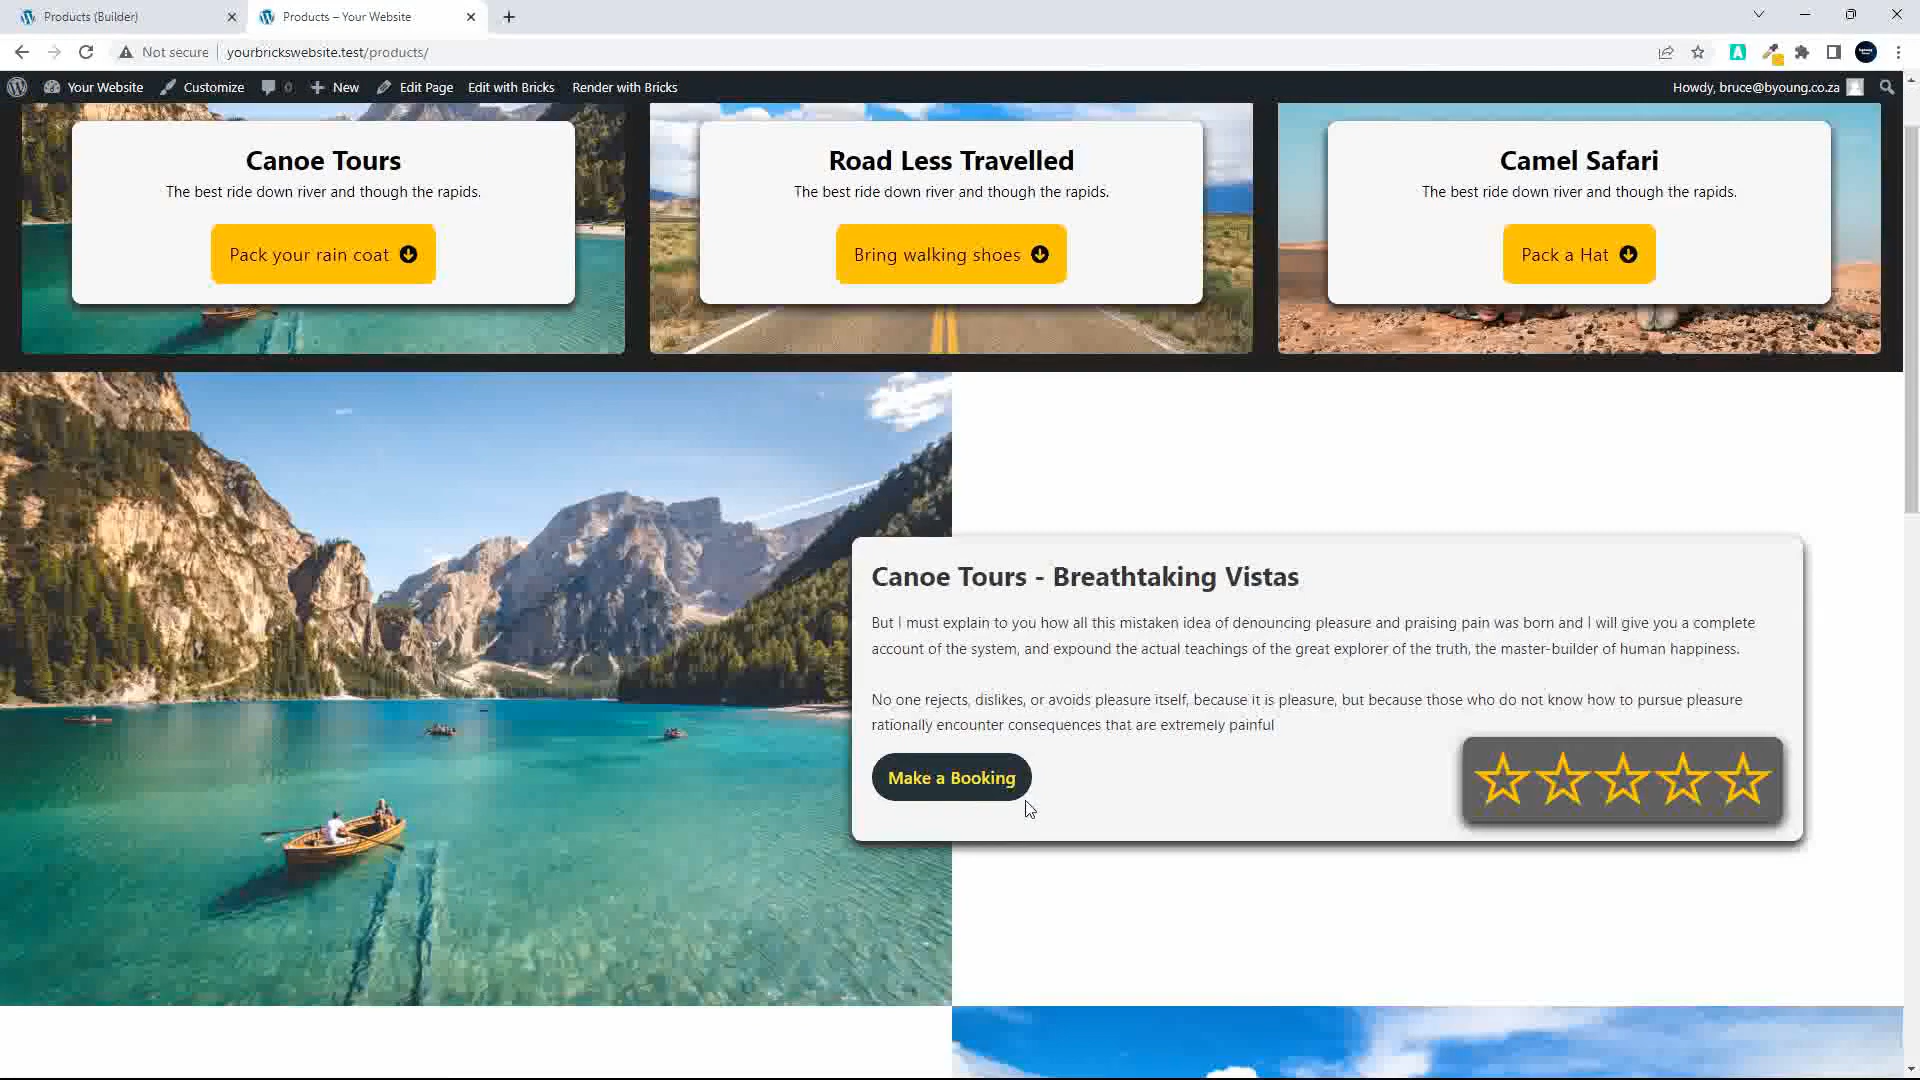 Products (Builder)
Products – Your Website
Not secure
yourbrickswebsite.test/products/
Your Website
Customize
0
New
Edit Page
Edit with Bricks
Render with Bricks
Howdy, bruce@byoung.co.za
Canoe Tours
The best ride down river and though the rapids.
Pack your rain coat
Road Less Travelled
The best ride down river and though the rapids.
Bring walking shoes
Camel Safari
The best ride down river and though the rapids.
Pack a Hat
Canoe Tours - Breathtaking Vistas
But I must explain to you how all this mistaken idea of denouncing pleasure and praising pain was born and I will give you a complete
account of the system, and expound the actual teachings of the great explorer of the truth, the master-builder of human happiness.
No one rejects, dislikes, or avoids pleasure itself, because it is pleasure, but because those who do not know how to pursue pleasure
rationally encounter consequences that are extremely painful
Make a Booking